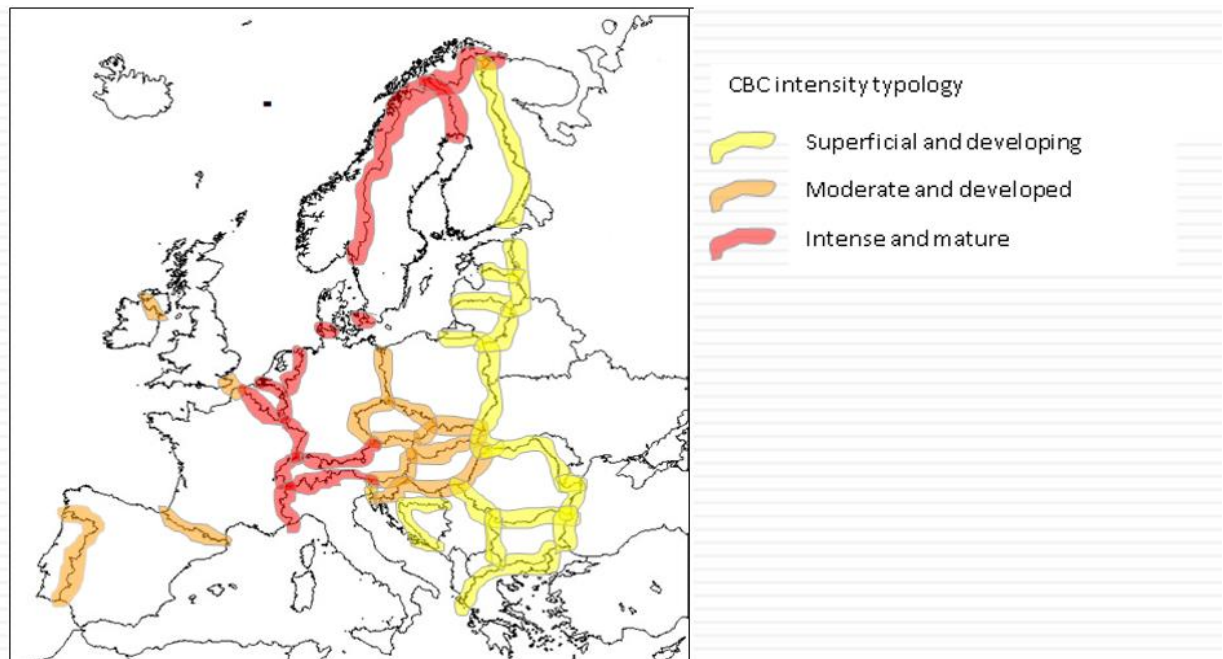 CBC intensity typology
Superficial and developing
Moderate and developed
Intense and mature